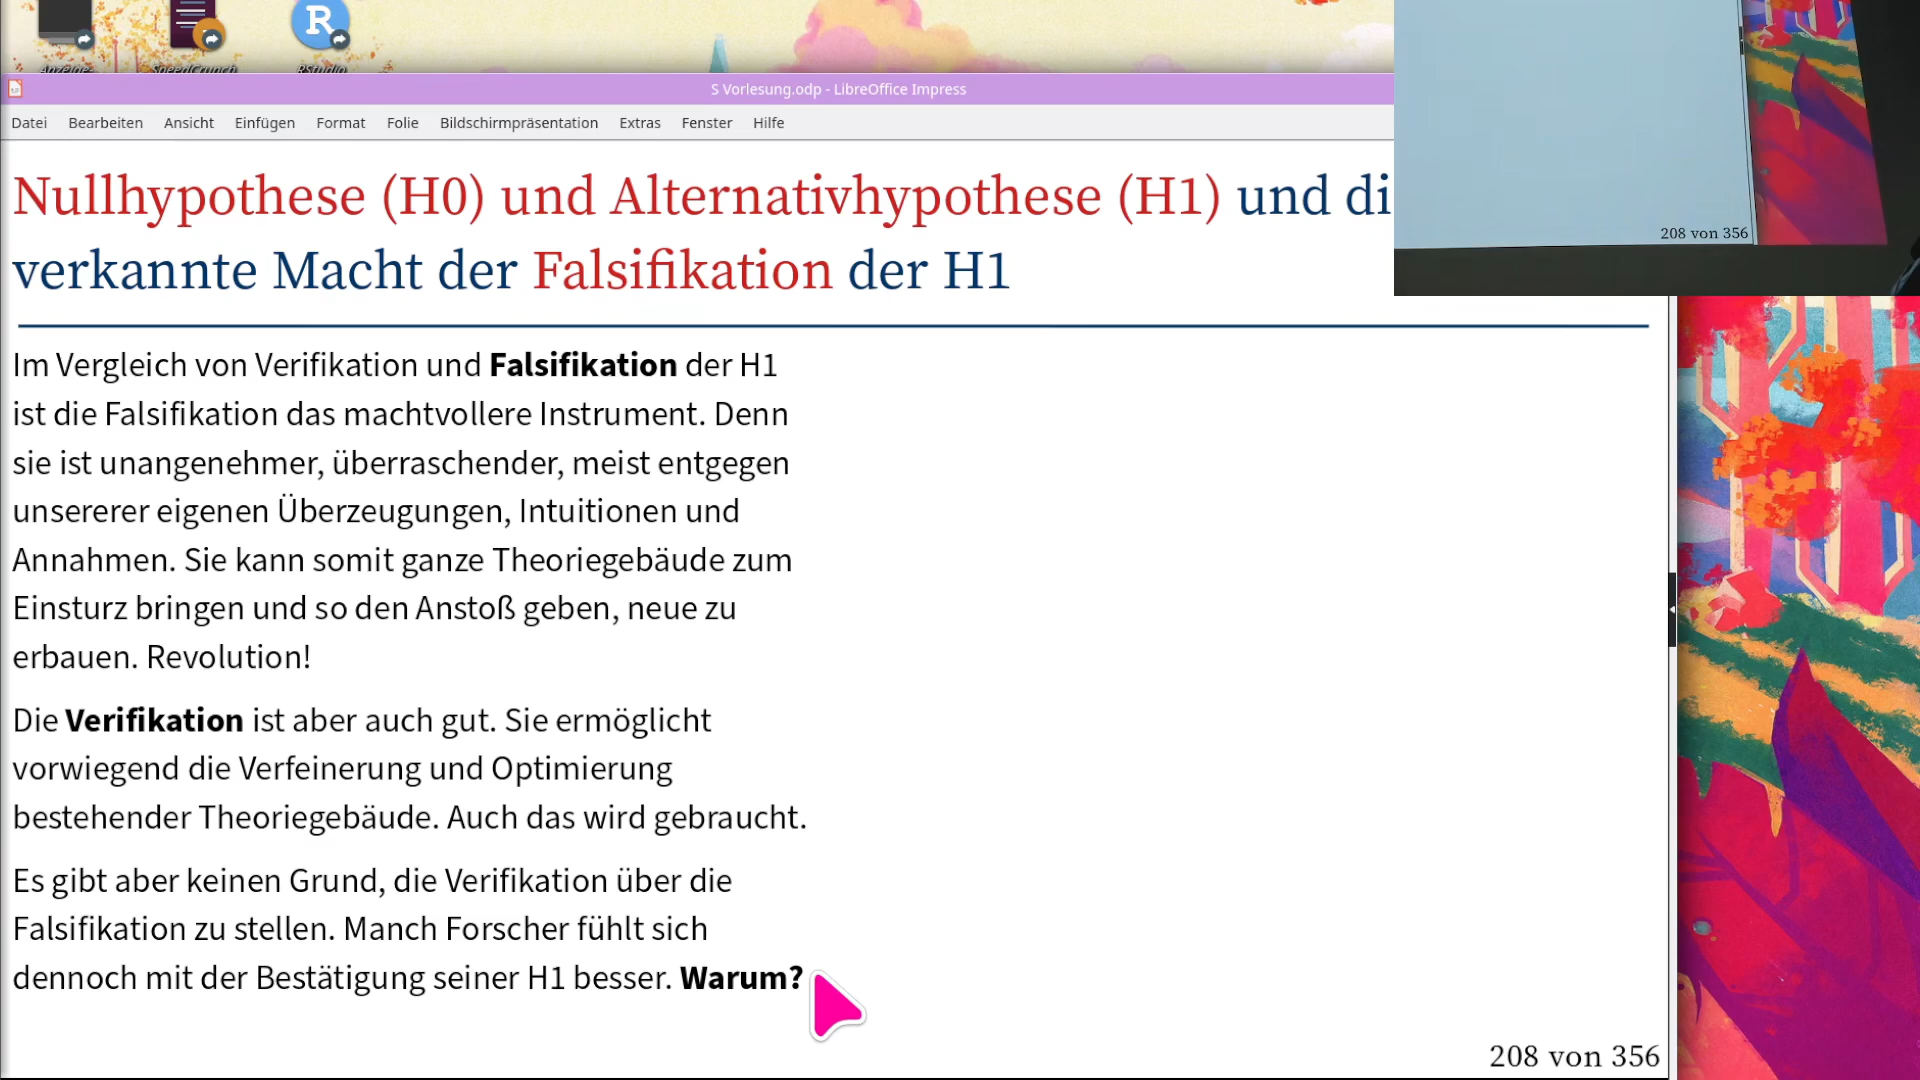 Anzeige-
SpeedCrunch
RStudio
S Vorlesung.odp - LibreOffice Impress
Datei Bearbeiten Ansicht Einfügen Format Folie Bildschirmpräsentation Extras Fenster Hilfe
Nullhypothese (H0) und Alternativhypothese (H1) und di
verkannte Macht der Falsifikation der H1
Im Vergleich von Verifikation und Falsifikation der H1
ist die Falsifikation das machtvollere Instrument. Denn
sie ist unangenehmer, überraschender, meist entgegen
unsererer eigenen Überzeugungen, Intuitionen und
Annahmen. Sie kann somit ganze Theoriegebäude zum
Einsturz bringen und so den Anstoß geben, neue zu
erbauen. Revolution!
Die Verifikation ist aber auch gut. Sie ermöglicht
vorwiegend die Verfeinerung und Optimierung
bestehender Theoriegebäude. Auch das wird gebraucht.
Es gibt aber keinen Grund, die Verifikation über die
Falsifikation zu stellen. Manch Forscher fühlt sich
dennoch mit der Bestätigung seiner H1 besser. Warum?
208 von 356
208 von 356